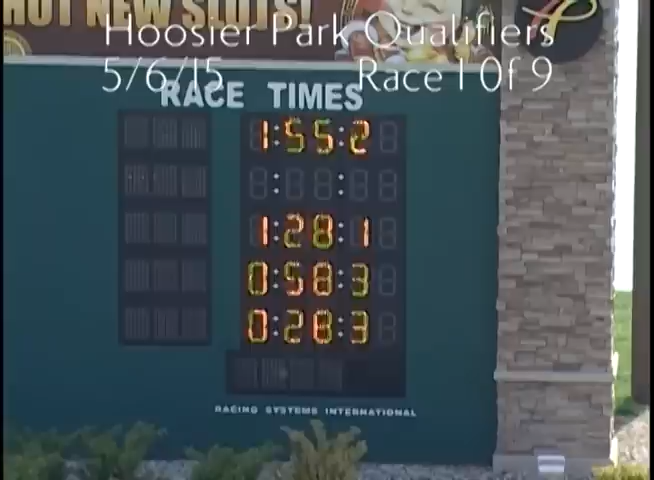 HOT NEW SLOTS!
Hoosier Park Qualifiers
5/6/15 Race 1 Of 9
RACE TIMES
1:55:2
1:28:1
0:58:3
0:28:3
RACING SYSTEMS INTERNATIONAL